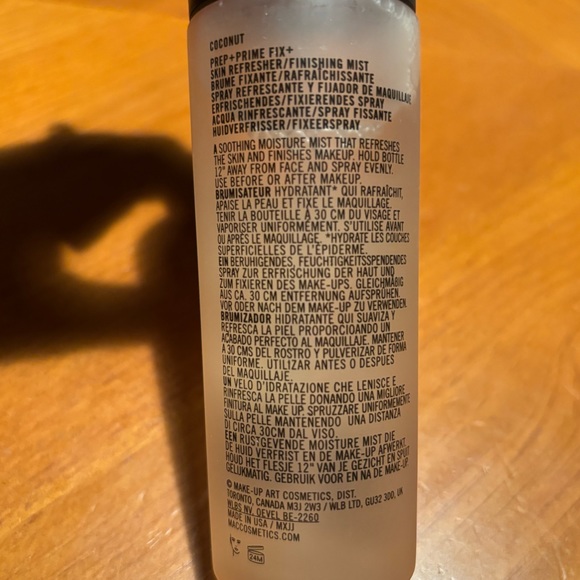 COCONUT
PREP+PRIME FIX+
SKIN REFRESHER/FINISHING MIST
BRUME FIXANTE/RAFRAÎCHISSANTE
SPRAY REFRESCANTE Y FIJADOR DE MAQUILLAJE
ERFRISCHENDES/FIXIERENDES SPRAY
ACQUA RINFRESCANTE/SPRAY FISSANTE
HUIDVERFRISSER/FIXEERSPRAY
A SOOTHING MOISTURE MIST THAT REFRESHES
THE SKIN AND FINISHES MAKEUP. HOLD BOTTLE
12" AWAY FROM FACE AND SPRAY EVENLY.
USE BEFORE OR AFTER MAKEUP.
BRUMISATEUR HYDRATANT* QUI RAFRAÎCHIT,
APAISE LA PEAU ET FIXE LE MAQUILLAGE.
TENIR LA BOUTEILLE À 30 CM DU VISAGE ET
VAPORISER UNIFORMÉMENT. S'UTILISE AVANT
OU APRÈS LE MAQUILLAGE. *HYDRATE LES COUCHES
SUPERFICIELLES DE L'ÉPIDERME.
EIN BERUHIGENDES, FEUCHTIGKEITSSPENDENDES
SPRAY ZUR ERFRISCHUNG DER HAUT UND
ZUM FIXIEREN DES MAKE-UPS. GLEICHMÄßIG
AUS CA. 30 CM ENTFERNUNG AUFSPRÜHEN.
VOR ODER NACH DEM MAKE-UP ZU VERWENDEN.
BRUMIZADOR HIDRATANTE QUE SUAVIZA Y
REFRESCA LA PIEL PROPORCIOANDO UN
ACABADO PERFECTO AL MAQUILLAJE. MANTENER
A 30 CMS DEL ROSTRO Y PULVERIZAR DE FORMA
UNIFORME. UTILIZAR ANTES O DESPUES
DEL MAQUILLAJE.
UN VELO D'IDRATAZIONE CHE LENISCE E
RINFRESCA LA PELLE DONANDO UNA MIGLIORE
FINITURA AL MAKE UP. SPRUZZARE UNIFORMEMENTE
SULLA PELLE MANTENENDO UNA DISTANZA
DI CIRCA 30CM DAL VISO.
EEN RUSTGEVENDE MOISTURE MIST DIE
DE HUID VERFRIST EN DE MAKE-UP AFWERKT.
HOUD HET FLESJE 12" VAN JE GEZICHT EN SPUIT
GELIJKMATIG. GEBRUIK VOOR EN NA DE MAKE-UP.
© MAKE-UP ART COSMETICS, DIST.
TORONTO, CANADA M3J 2W3 / WLB LTD, GU32 3DD, UK
WLBS NV, OEVEL BE-2260
MADE IN USA / MXJJ
MACCOSMETICS.COM
24M